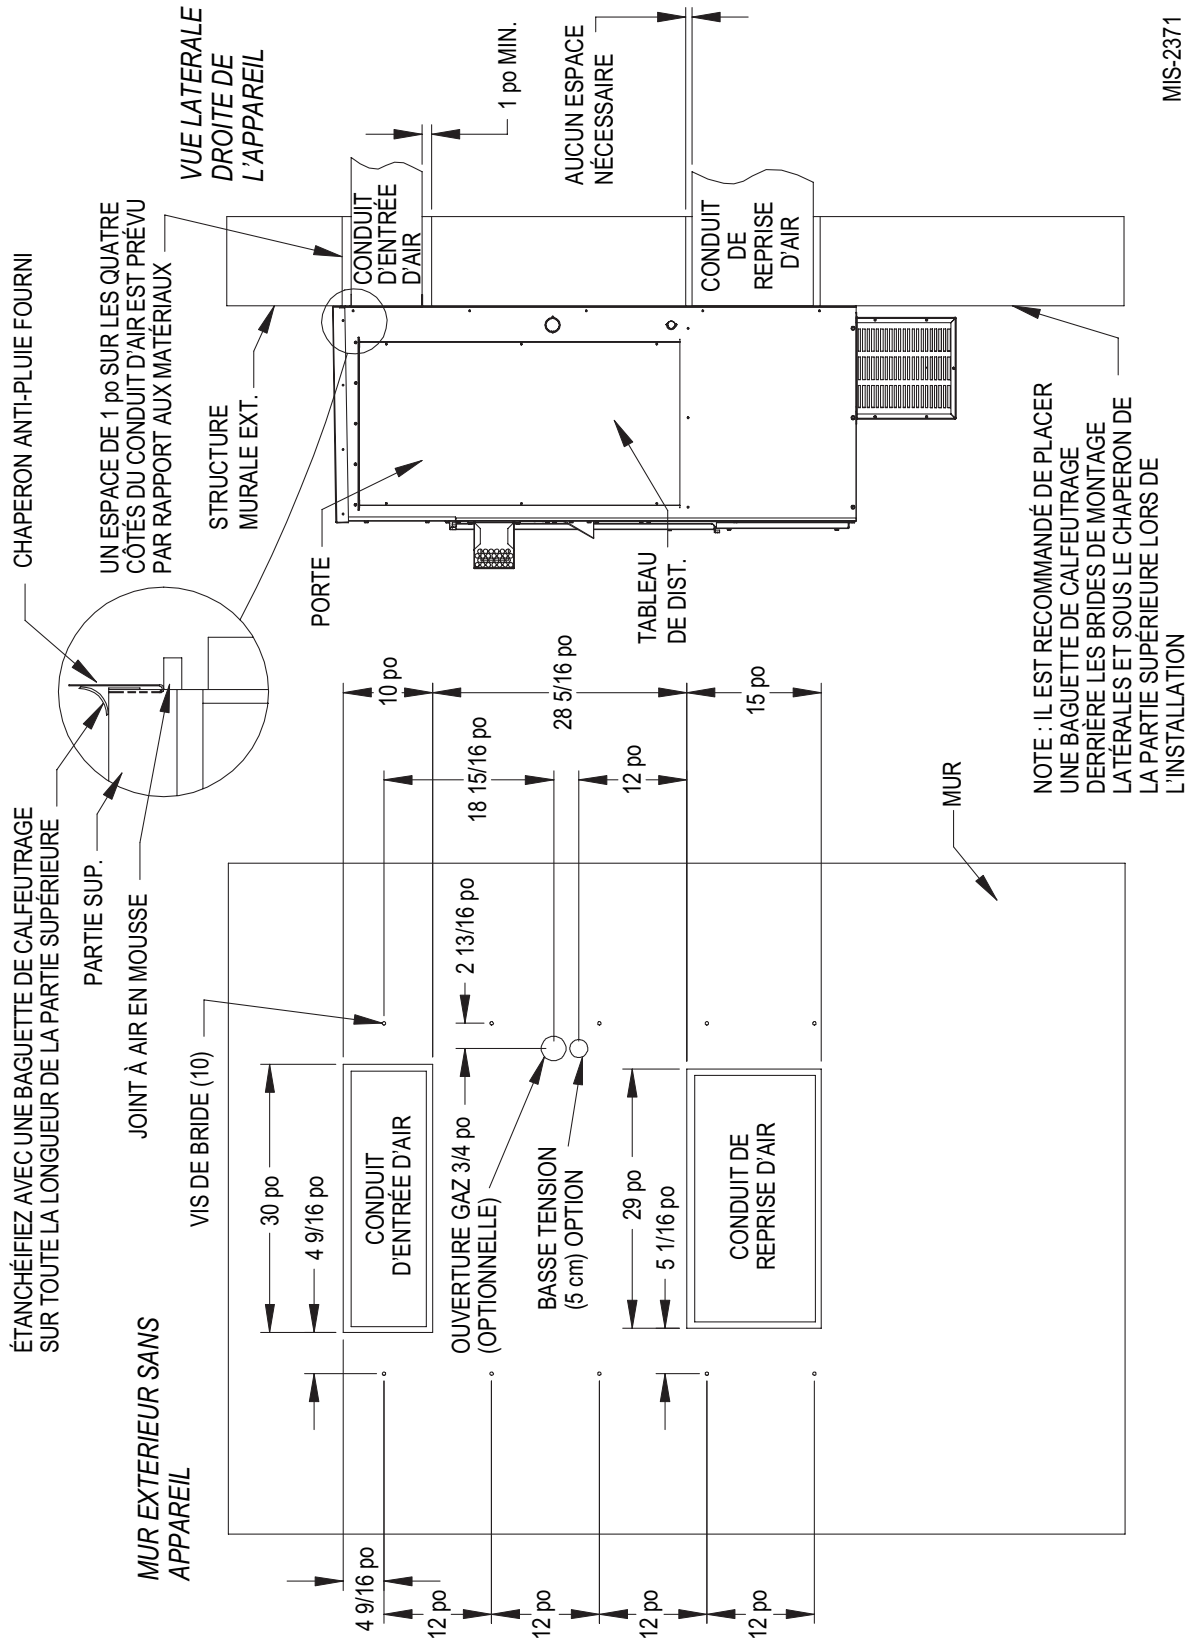 MUR EXTERIEUR SANS
APPAREIL
ÉTANCHÉIFIEZ AVEC UNE BAGUETTE DE CALFEUTRAGE
SUR TOUTE LA LONGUEUR DE LA PARTIE SUPÉRIEURE
PARTIE SUP.
JOINT À AIR EN MOUSSE
VIS DE BRIDE (10)
CHAPERON ANTI-PLUIE FOURNI
UN ESPACE DE 1 po SUR LES QUATRE
CÔTÉS DU CONDUIT D'AIR EST PRÉVU
PAR RAPPORT AUX MATÉRIAUX
VUE LATERALE
DROITE DE
L'APPAREIL
STRUCTURE
MURALE EXT.
PORTE
30 po
4 9/16 po
4 9/16 po
12 po
12 po
12 po
12 po
CONDUIT
D'ENTRÉE D'AIR
OUVERTURE GAZ 3/4 po
(OPTIONNELLE)
2 13/16 po
BASSE TENSION
(5 cm) OPTION
29 po
5 1/16 po
CONDUIT DE
REPRISE D'AIR
10 po
18 15/16 po
28 5/16 po
12 po
15 po
MUR
CONDUIT
D'ENTRÉE
D'AIR
1 po MIN.
AUCUN ESPACE
NÉCESSAIRE
CONDUIT
DE
REPRISE
D'AIR
TABLEAU
DE DIST.
NOTE : IL EST RECOMMANDÉ DE PLACER
UNE BAGUETTE DE CALFEUTRAGE
DERRIÈRE LES BRIDES DE MONTAGE
LATÉRALES ET SOUS LE CHAPERON DE
LA PARTIE SUPÉRIEURE LORS DE
L'INSTALLATION
MIS-2371